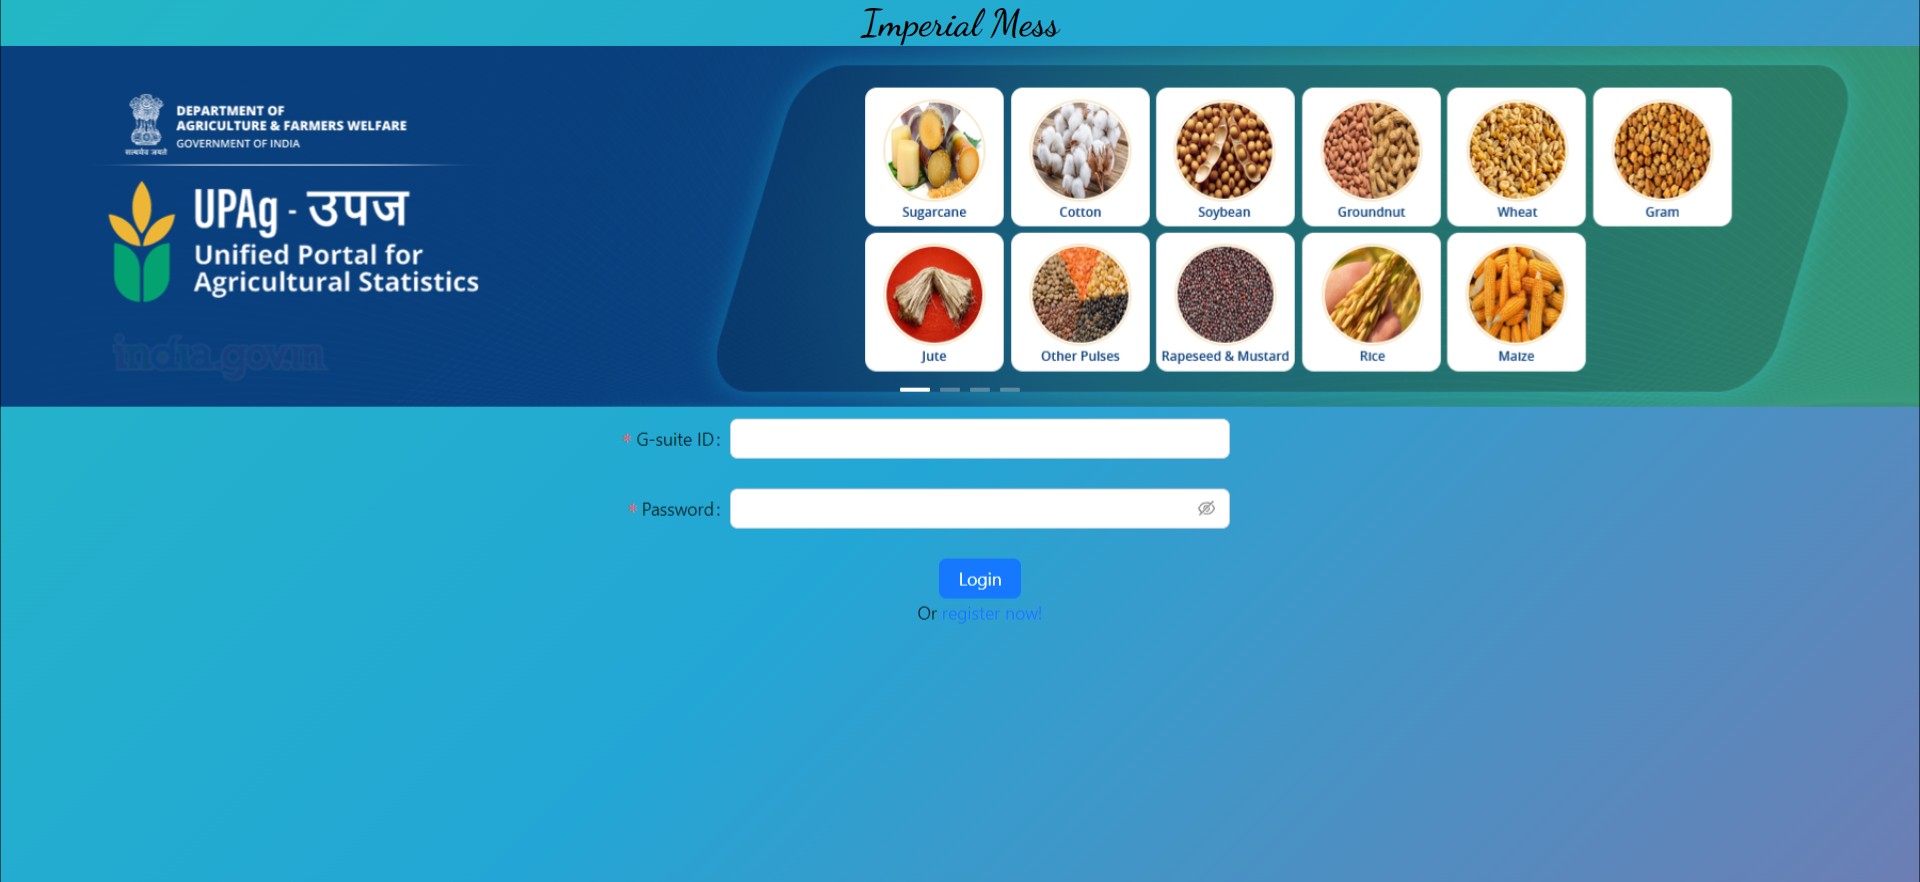 Imperial Mess
DEPARTMENT OF
AGRICULTURE & FARMERS WELFARE
GOVERNMENT OF INDIA
सत्यमेव जयते
UPAg - उपज
Unified Portal for
Agricultural Statistics
india.gov.in
Sugarcane
Cotton
Soybean
Groundnut
Wheat
Gram
Jute
Other Pulses
Rapeseed & Mustard
Rice
Maize
* G-suite ID:
* Password:
Login
Or register now!